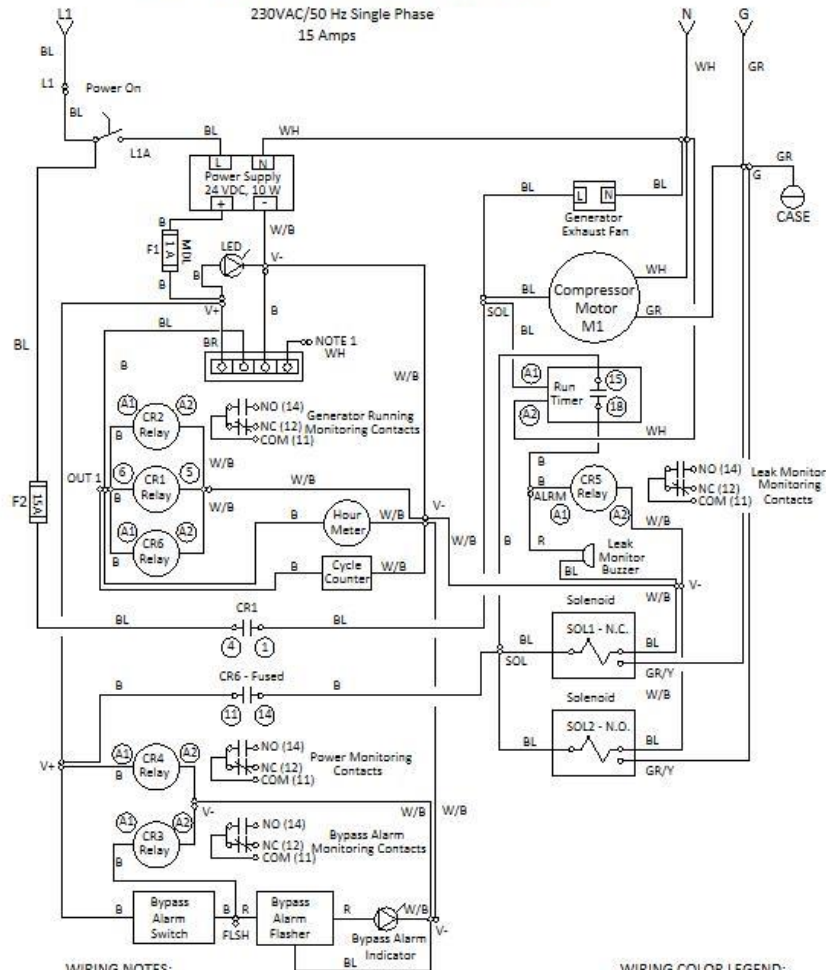 230VAC/50 Hz Single Phase
15 Amps
L1
N
G
BL
WH
GR
L1
Power On
BL
BL
WH
L1A
L
N
Power Supply
24 VDC, 10 W
+
-
GR
G
CASE
BL
L
N
BL
Generator
Exhaust Fan
F1
MDL
1 A
B
B
LED
B
W/B
V-
V+
B
BL
BR
NOTE 1
WH
WH
BL
Compressor
Motor
M1
GR
SOL
BL
BL
B
W/B
A1
A2
CR2
Relay
B
NO (14)
NC (12)
COM (11)
Generator Running
Monitoring Contacts
W/B
A1
15
Run
Timer
A2
18
WH
OUT 1
6
5
CR1
Relay
B
W/B
W/B
A1
A2
CR6
Relay
B
F2
15A
B
Hour
Meter
W/B
V-
B
Cycle
Counter
W/B
W/B
B
B
B
ALRM
CR5
Relay
A1
A2
W/B
NO (14)
NC (12)
COM (11)
Leak Monitor
Monitoring
Contacts
R
BL
Leak
Monitor
Buzzer
V-
W/B
CR1
BL
4
1
BL
Solenoid
SOL1 - N.C.
BL
SOL
BL
GR/Y
CR6 - Fused
B
11
14
B
W/B
Solenoid
SOL2 - N.O.
BL
BL
GR/Y
V+
A1
A2
CR4
Relay
B
NO (14)
NC (12)
COM (11)
Power Monitoring
Contacts
V-
W/B
W/B
A1
A2
CR3
Relay
B
NO (14)
NC (12)
COM (11)
Bypass Alarm
Monitoring Contacts
B
Bypass
Alarm
Switch
B
R
FLSH
Bypass
Alarm
Flasher
R
W/B
V-
Bypass Alarm
Indicator
BL
WIRING NOTES:
WIRING COLOR LEGEND: